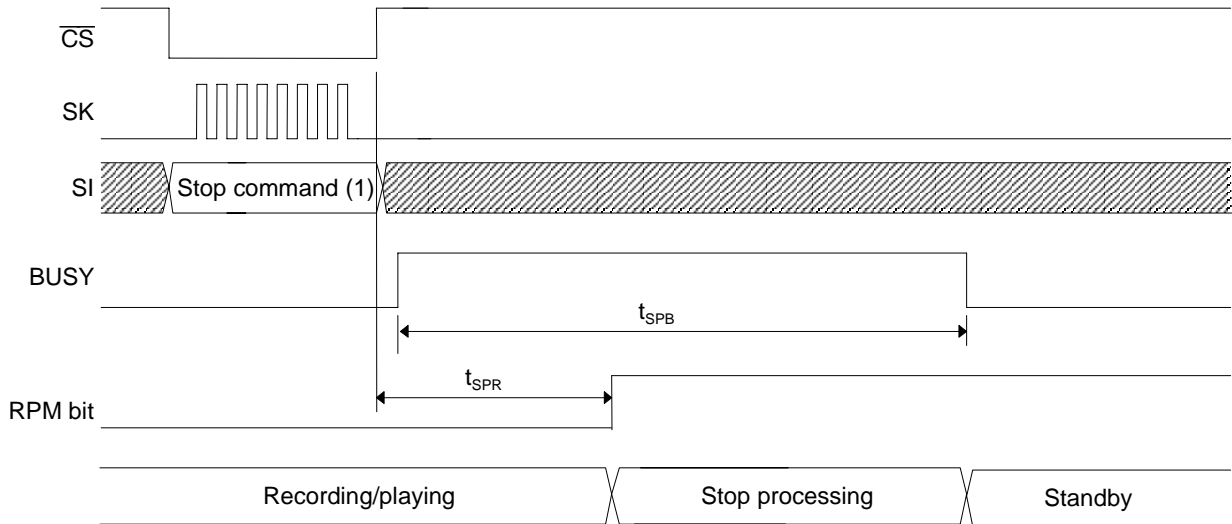 CS
SK
SI
Stop command (1)
BUSY
tSPB
tSPR
RPM bit
Recording/playing
Stop processing
Standby